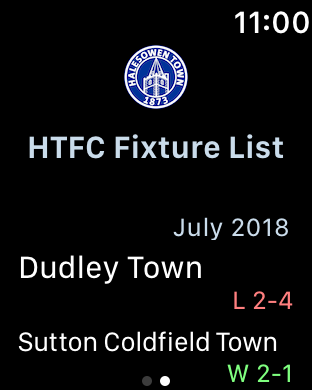 11:00
HALESOWEN TOWN
1873
HTFC Fixture List
July 2018
Dudley Town
L 2-4
Sutton Coldfield Town
W 2-1